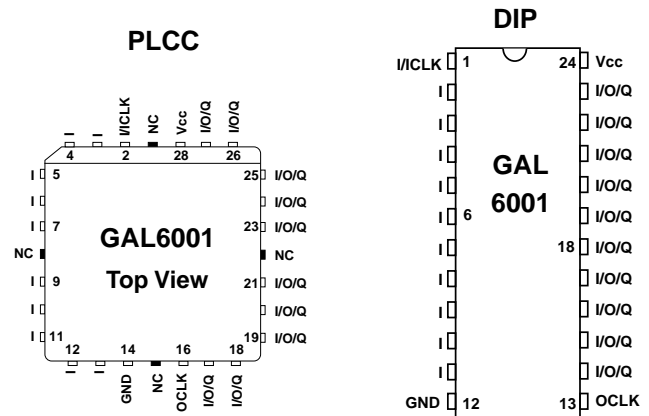 PLCC
I
I
I/ICLK
NC
Vcc
I/O/Q
I/O/Q
4
2
28
26
I
5
25
I/O/Q
I
I/O/Q
I
7
23
I/O/Q
NC
NC
GAL6001
Top View
I
9
21
I/O/Q
I
I/O/Q
I
11
19
I/O/Q
12
14
16
18
I
I
GND
NC
OCLK
I/O/Q
I/O/Q
DIP
I/ICLK
1
24
Vcc
I
I/O/Q
I
I/O/Q
I
I/O/Q
GAL
6001
I
I/O/Q
I
6
I/O/Q
I
18
I/O/Q
I
I/O/Q
I
I/O/Q
I
I/O/Q
I
I/O/Q
GND
12
13
OCLK